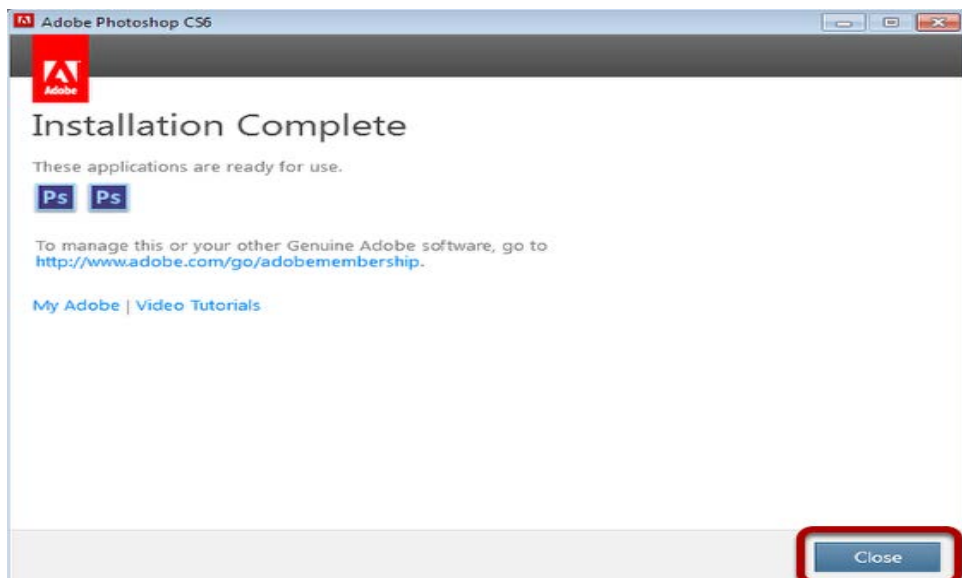 Adobe Photoshop CS6
Adobe
Installation Complete
These applications are ready for use.
Ps Ps
To manage this or your other Genuine Adobe software, go to
http://www.adobe.com/go/adobemembership.
My Adobe | Video Tutorials
Close